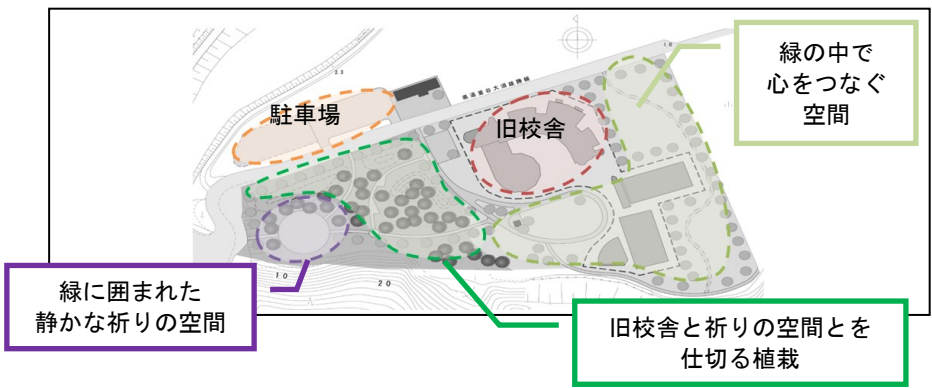 緑の中で
心をつなぐ
空間
駐車場
旧校舎
緑に囲まれた
静かな祈りの空間
旧校舎と祈りの空間とを
仕切る植栽
10
20